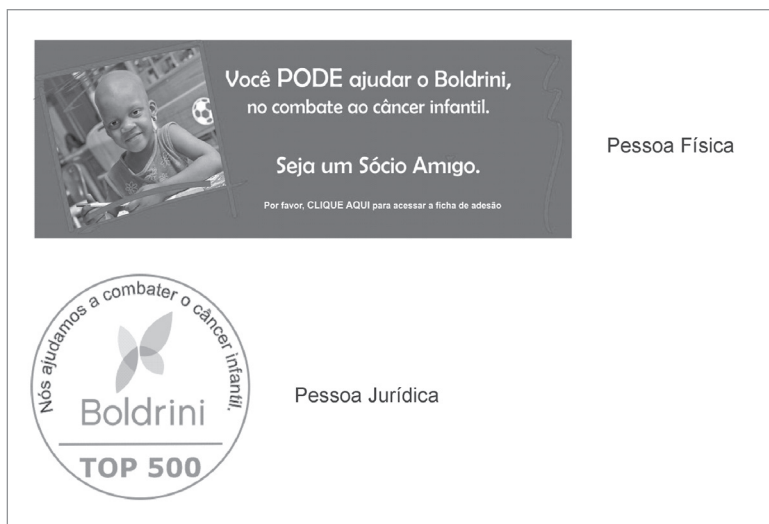 Você PODE ajudar o Boldrini,
no combate ao câncer infantil.
Seja um Sócio Amigo.
Por favor, CLIQUE AQUI para acessar a ficha de adesão
Pessoa Física
Nós ajudamos a combater o câncer infantil.
Boldrini
TOP 500
Pessoa Jurídica